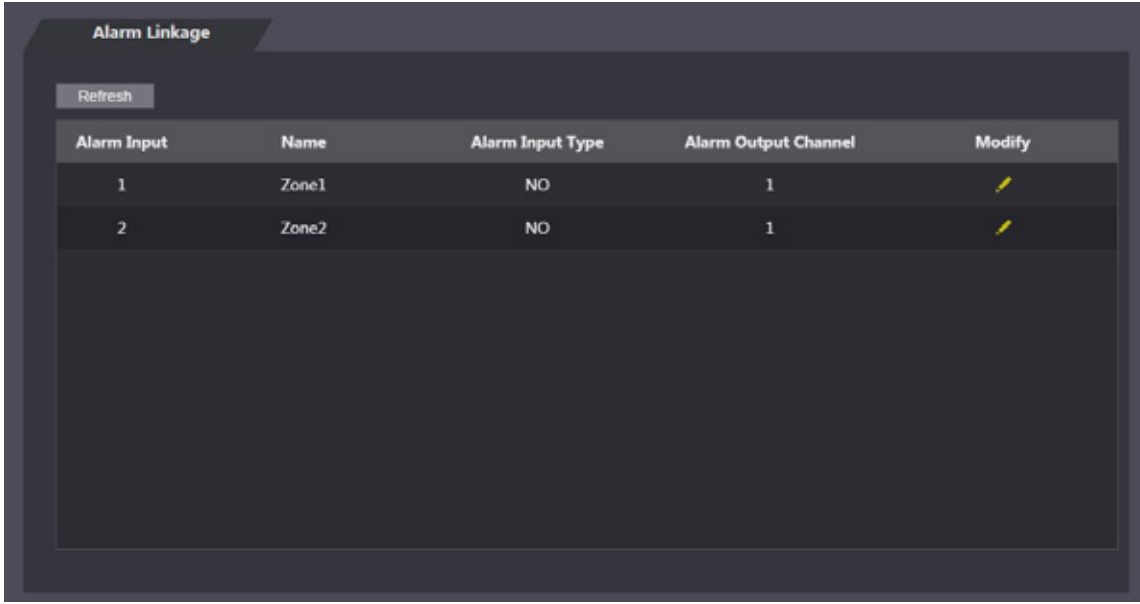 Alarm Linkage
Refresh
Alarm Input Name Alarm Input Type Alarm Output Channel Modify
1 Zone1 NO 1
2 Zone2 NO 1